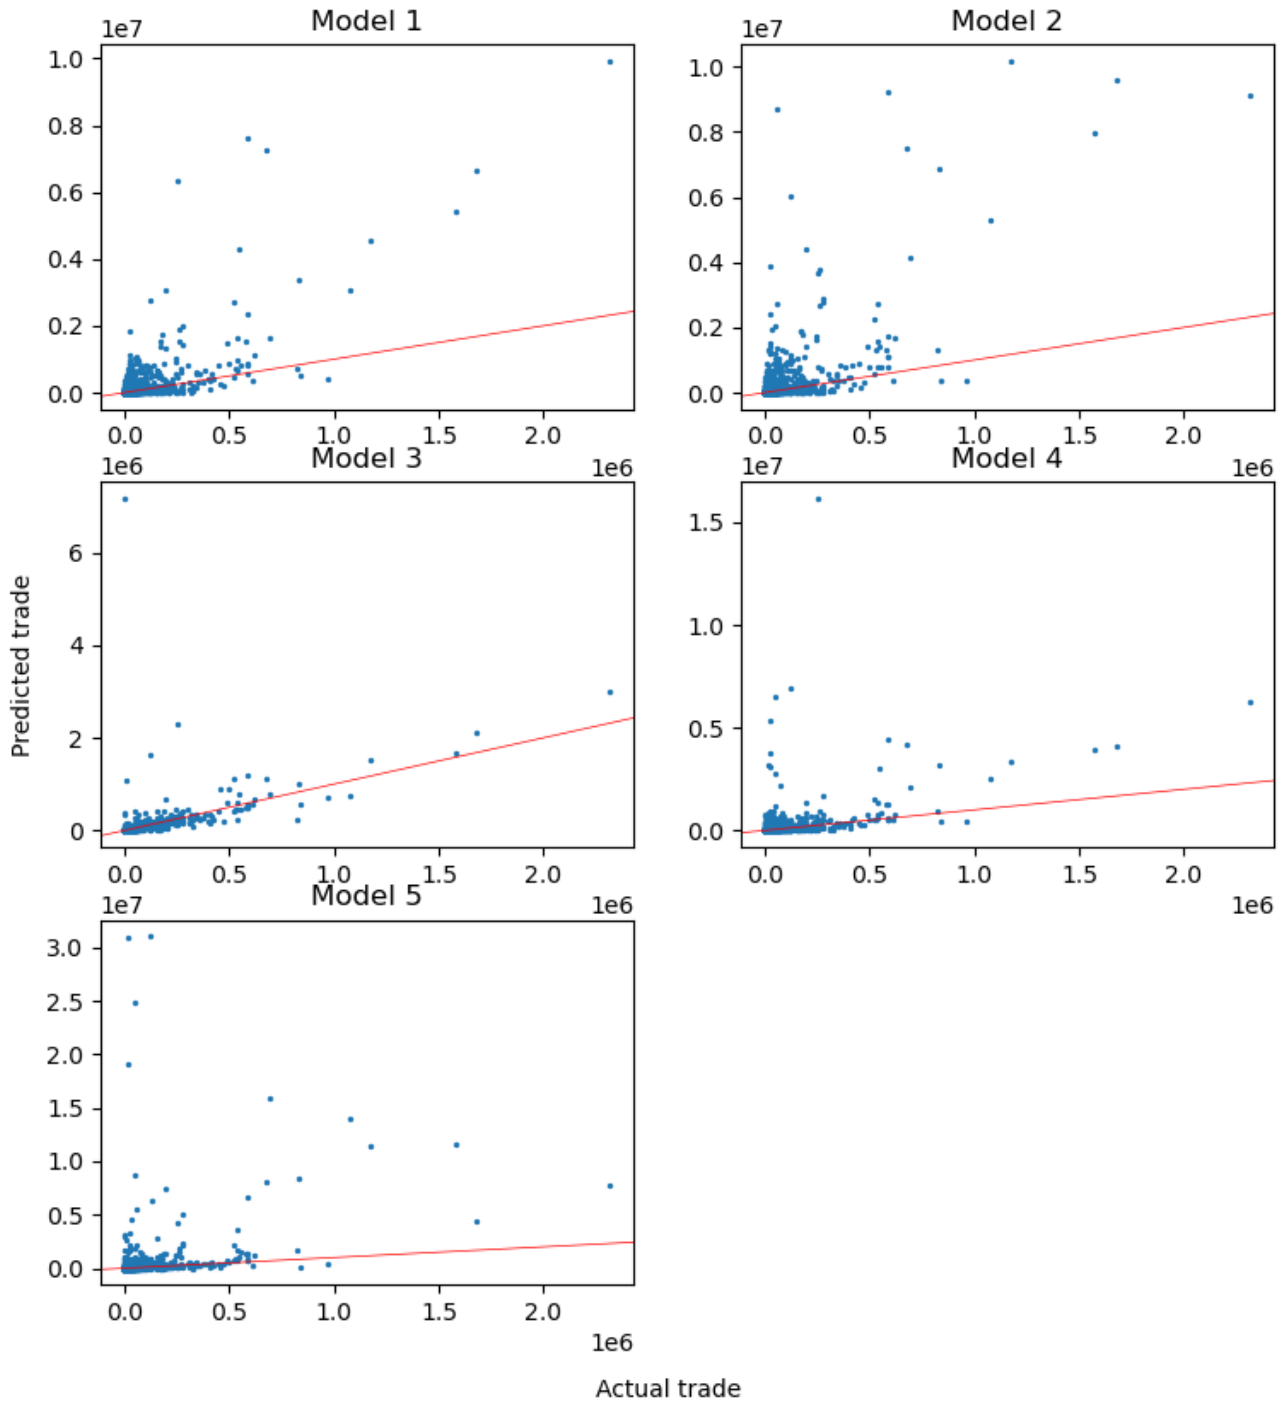 Model 1
1e7
1.0
0.8
0.6
0.4
0.2
0.0
0.0 0.5 1.0 1.5 2.0
1e6
Model 2
1e7
1.0
0.8
0.6
0.4
0.2
0.0
0.0 0.5 1.0 1.5 2.0
1e6
Model 3
1e6
6
4
2
0
0.0 0.5 1.0 1.5 2.0
1e6
Model 4
1e7
1.5
1.0
0.5
0.0
0.0 0.5 1.0 1.5 2.0
1e6
Model 5
1e7
3.0
2.5
2.0
1.5
1.0
0.5
0.0
0.0 0.5 1.0 1.5 2.0
1e6
Predicted trade
Actual trade